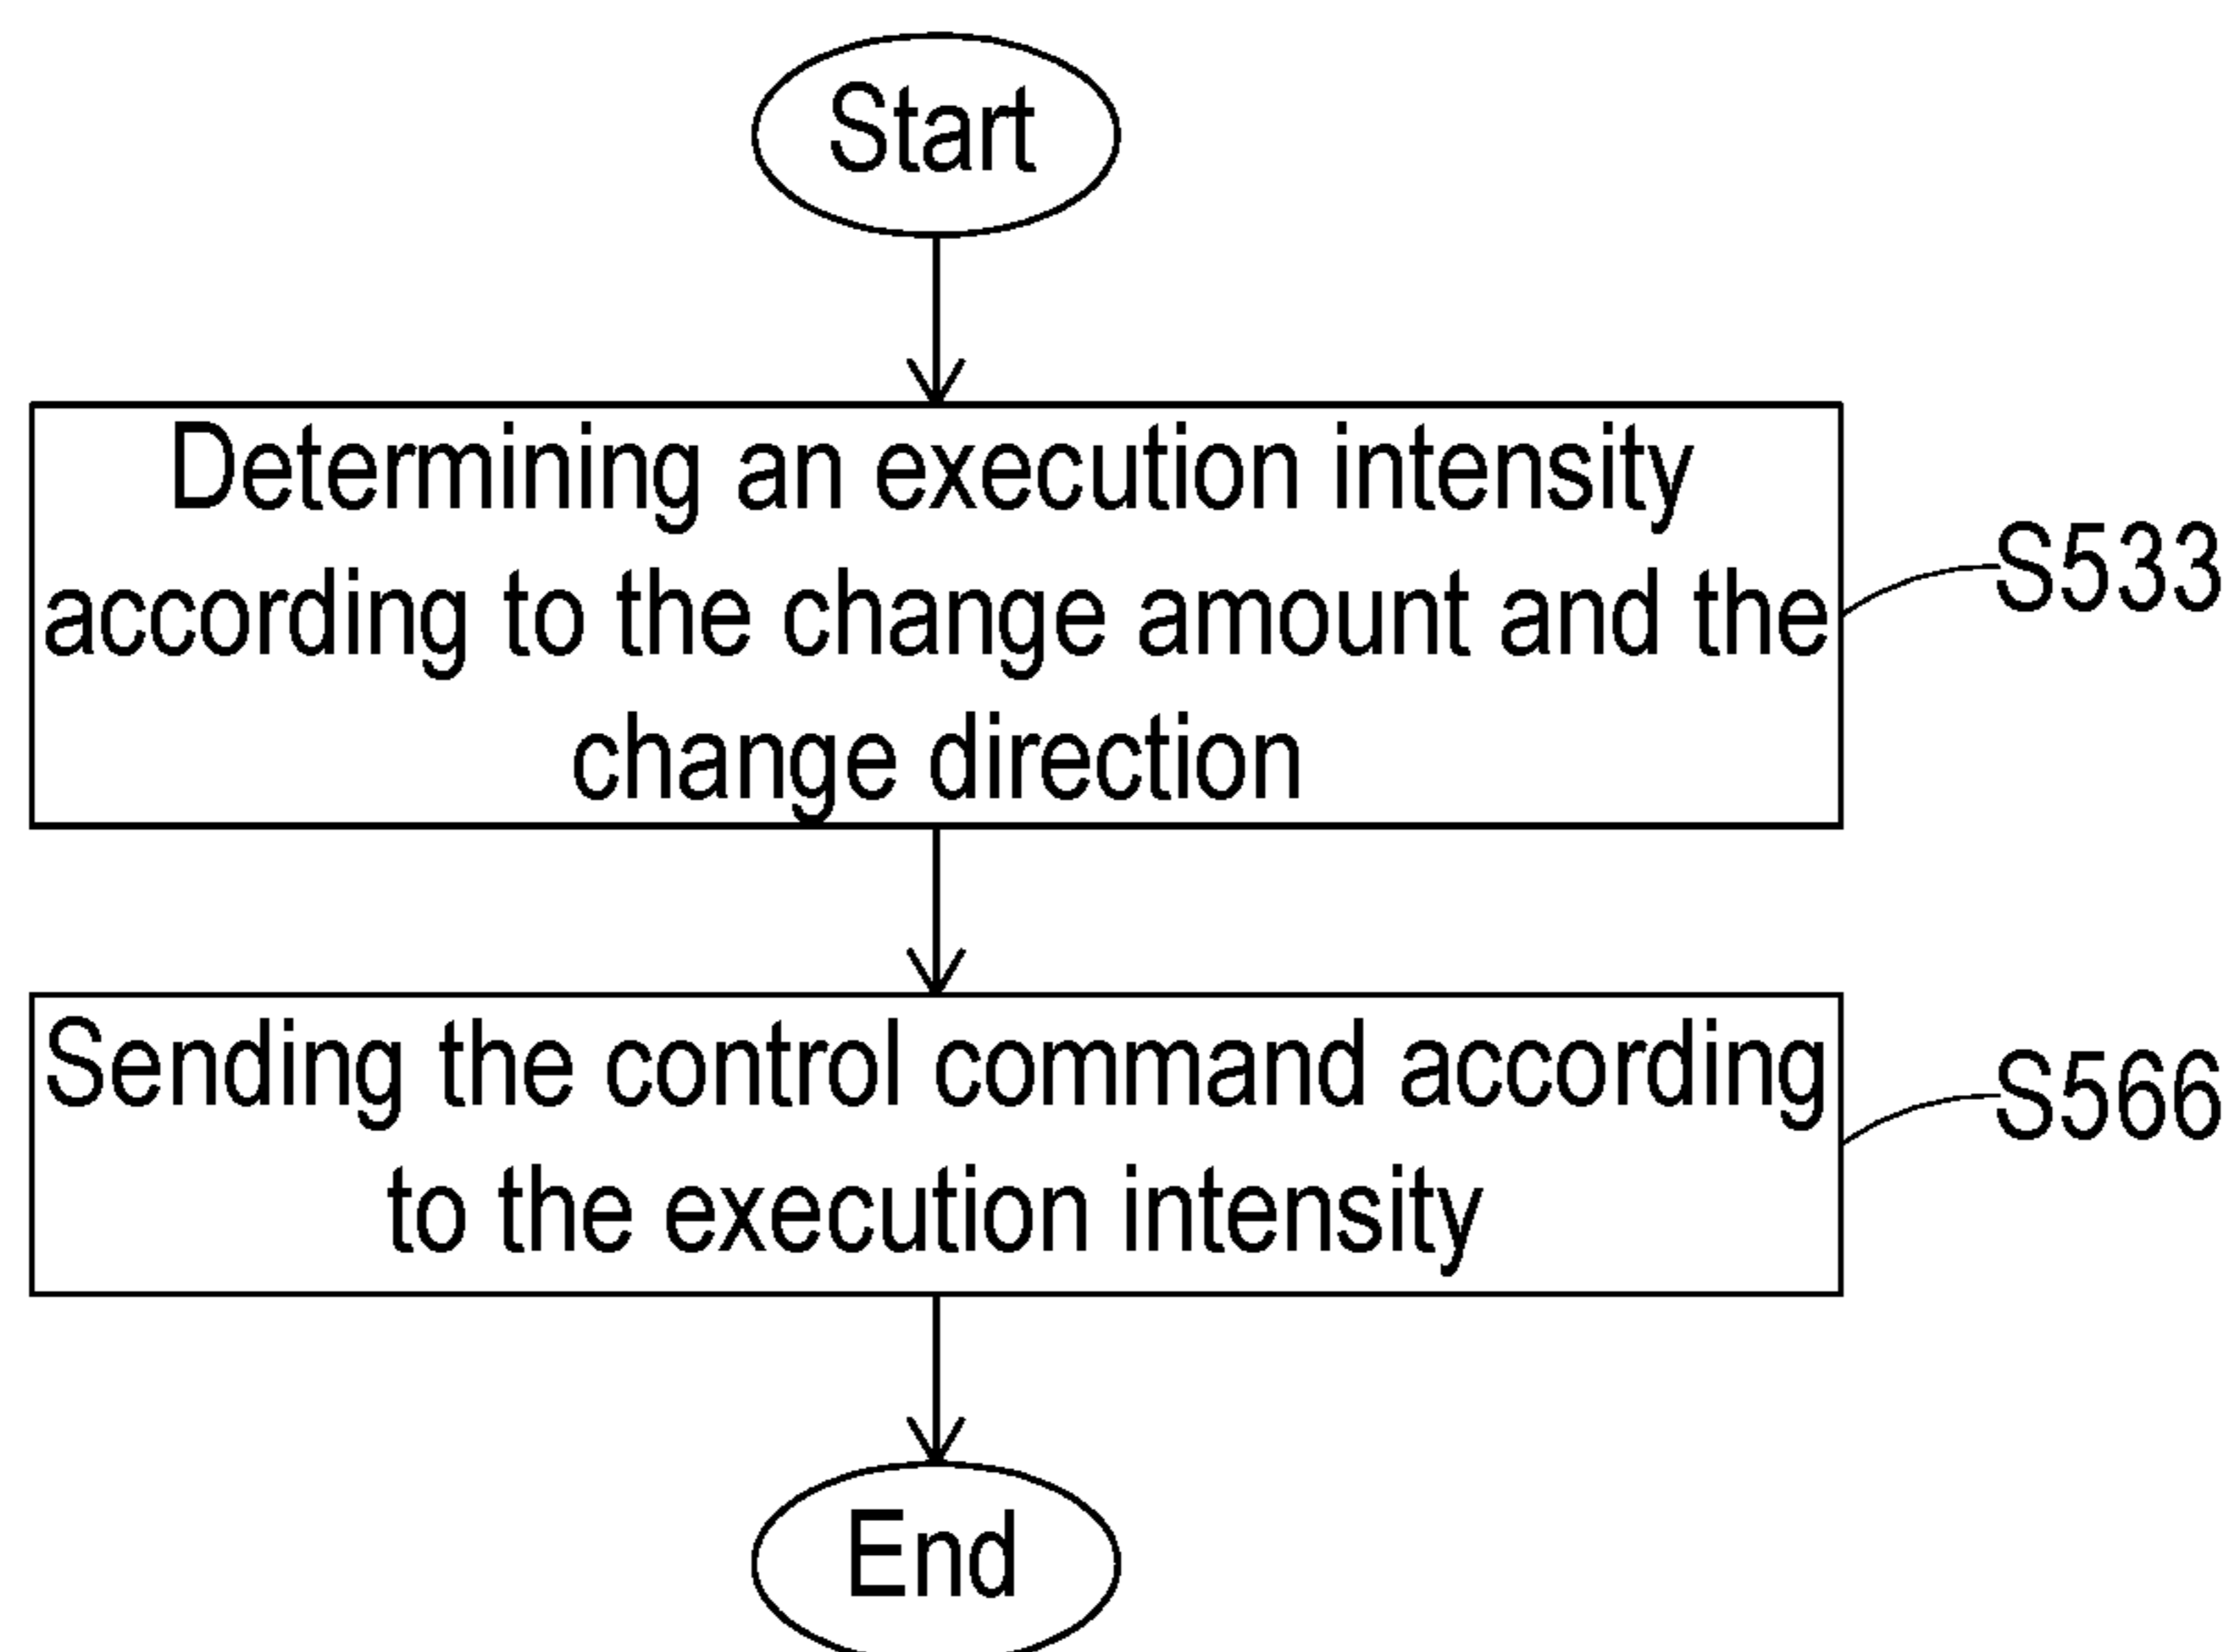 Start
Determining an execution intensity
according to the change amount and the
change direction
S533
Sending the control command according
to the execution intensity
S566
End